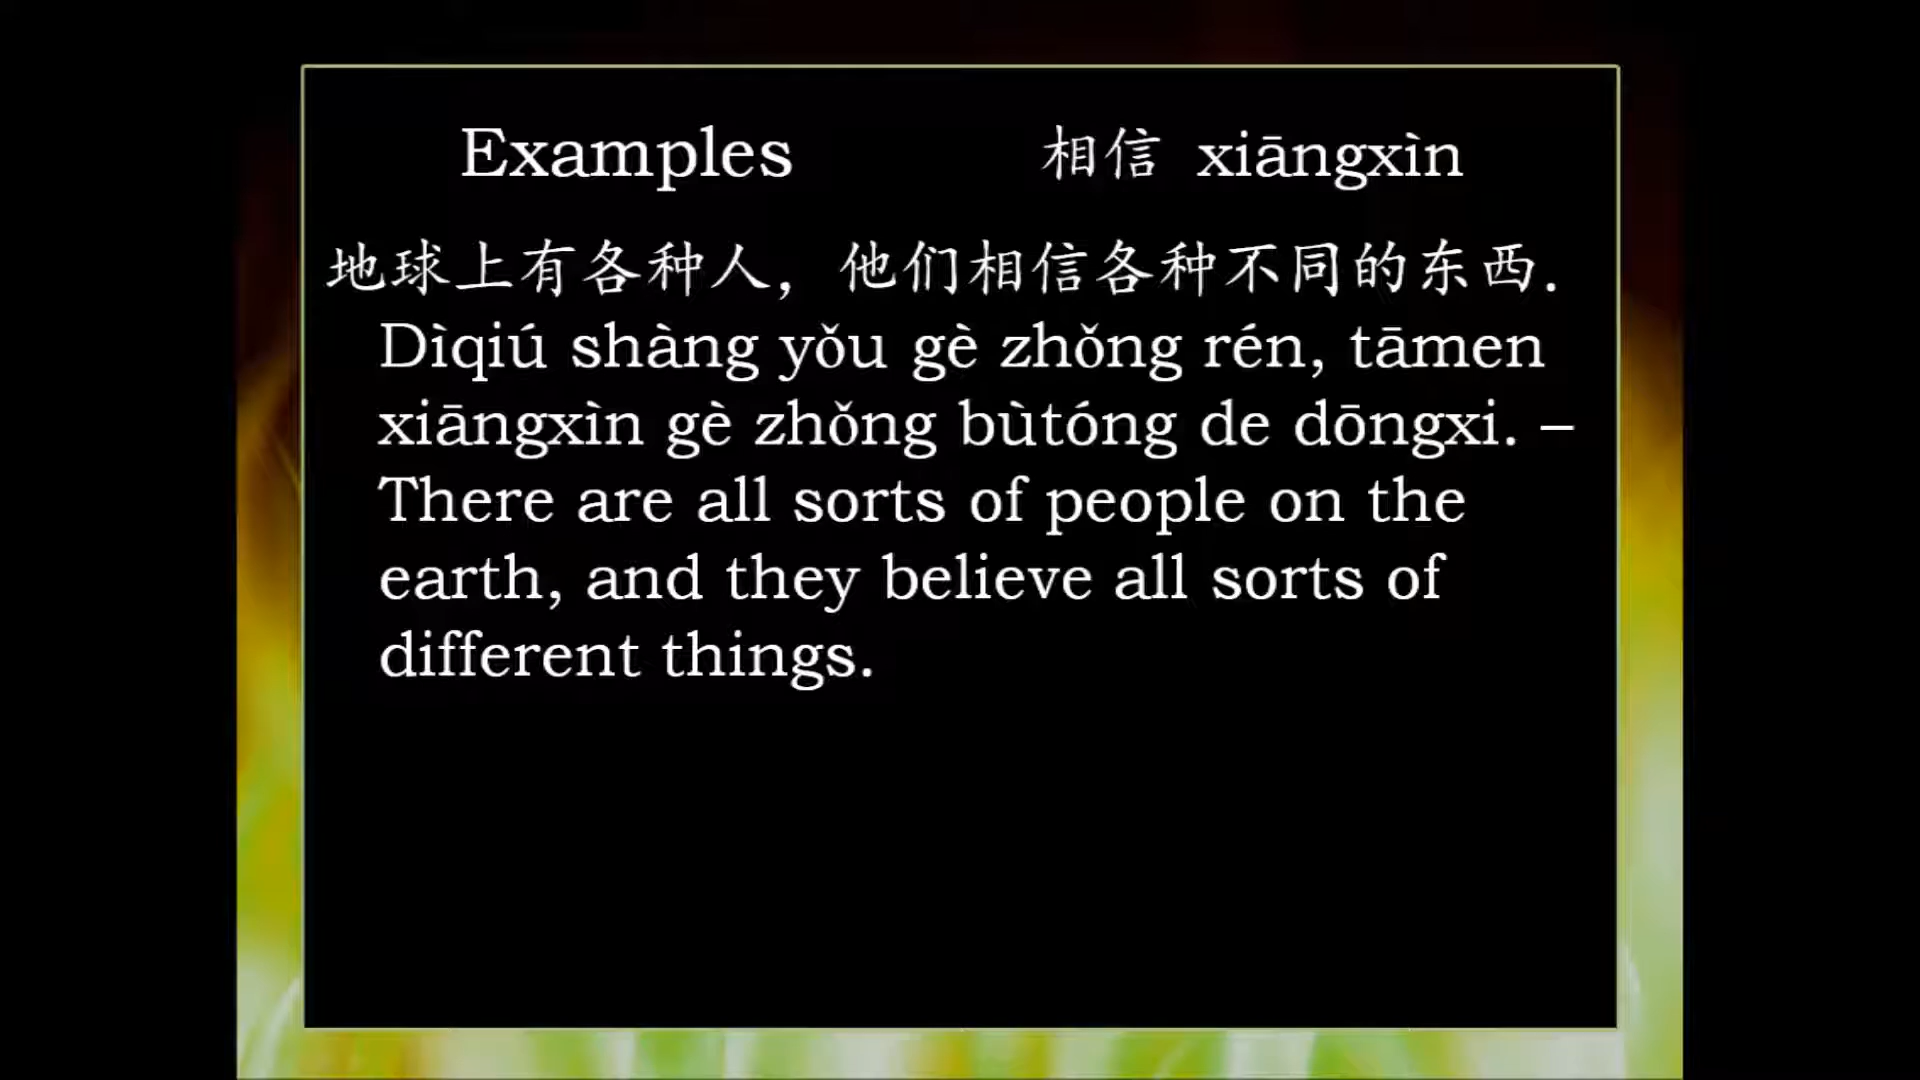 Examples 相信 xiāngxìn
地球上有各种人，他们相信各种不同的东西.
Dìqiú shàng yǒu gè zhǒng rén, tāmen
xiāngxìn gè zhǒng bùtóng de dōngxi. –
There are all sorts of people on the
earth, and they believe all sorts of
different things.